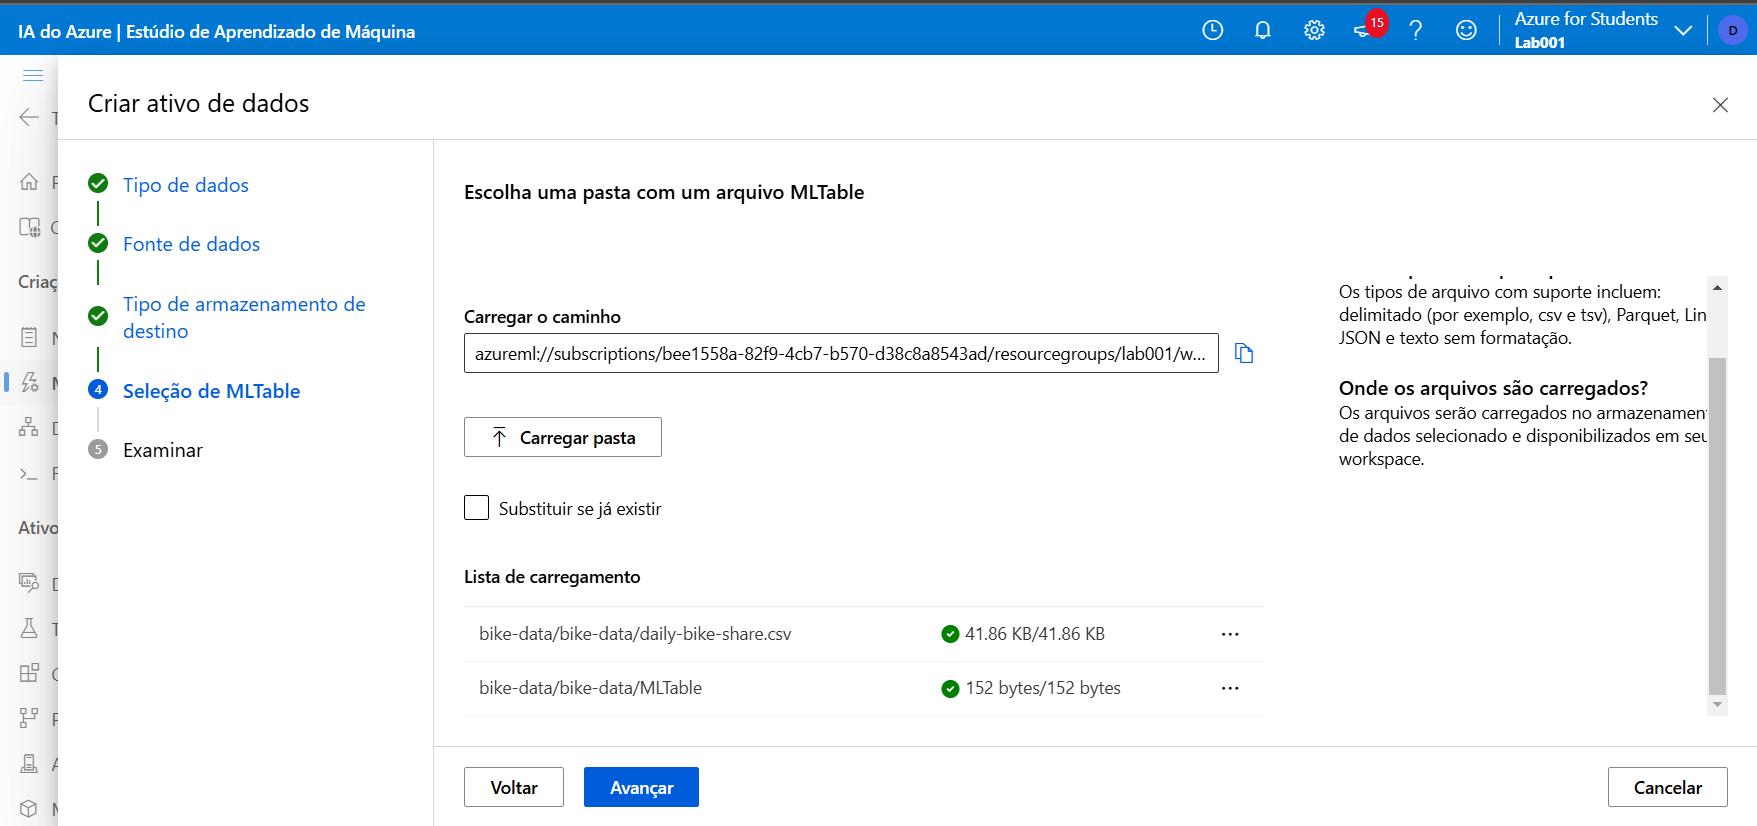 IA do Azure | Estúdio de Aprendizado de Máquina
15
Azure for Students
Lab001
D
Criar ativo de dados
Criaç
Ativo
Tipo de dados
Fonte de dados
Tipo de armazenamento de
destino
4
Seleção de MLTable
5
Examinar
Escolha uma pasta com um arquivo MLTable
Carregar o caminho
azureml://subscriptions/bee1558a-82f9-4cb7-b570-d38c8a8543ad/resourcegroups/lab001/w...
Carregar pasta
Substituir se já existir
Lista de carregamento
bike-data/bike-data/daily-bike-share.csv
41.86 KB/41.86 KB
bike-data/bike-data/MLTable
152 bytes/152 bytes
Os tipos de arquivo com suporte incluem:
delimitado (por exemplo, csv e tsv), Parquet, Lin
JSON e texto sem formatação.
Onde os arquivos são carregados?
Os arquivos serão carregados no armazenamen
de dados selecionado e disponibilizados em seu
workspace.
Voltar
Avançar
Cancelar